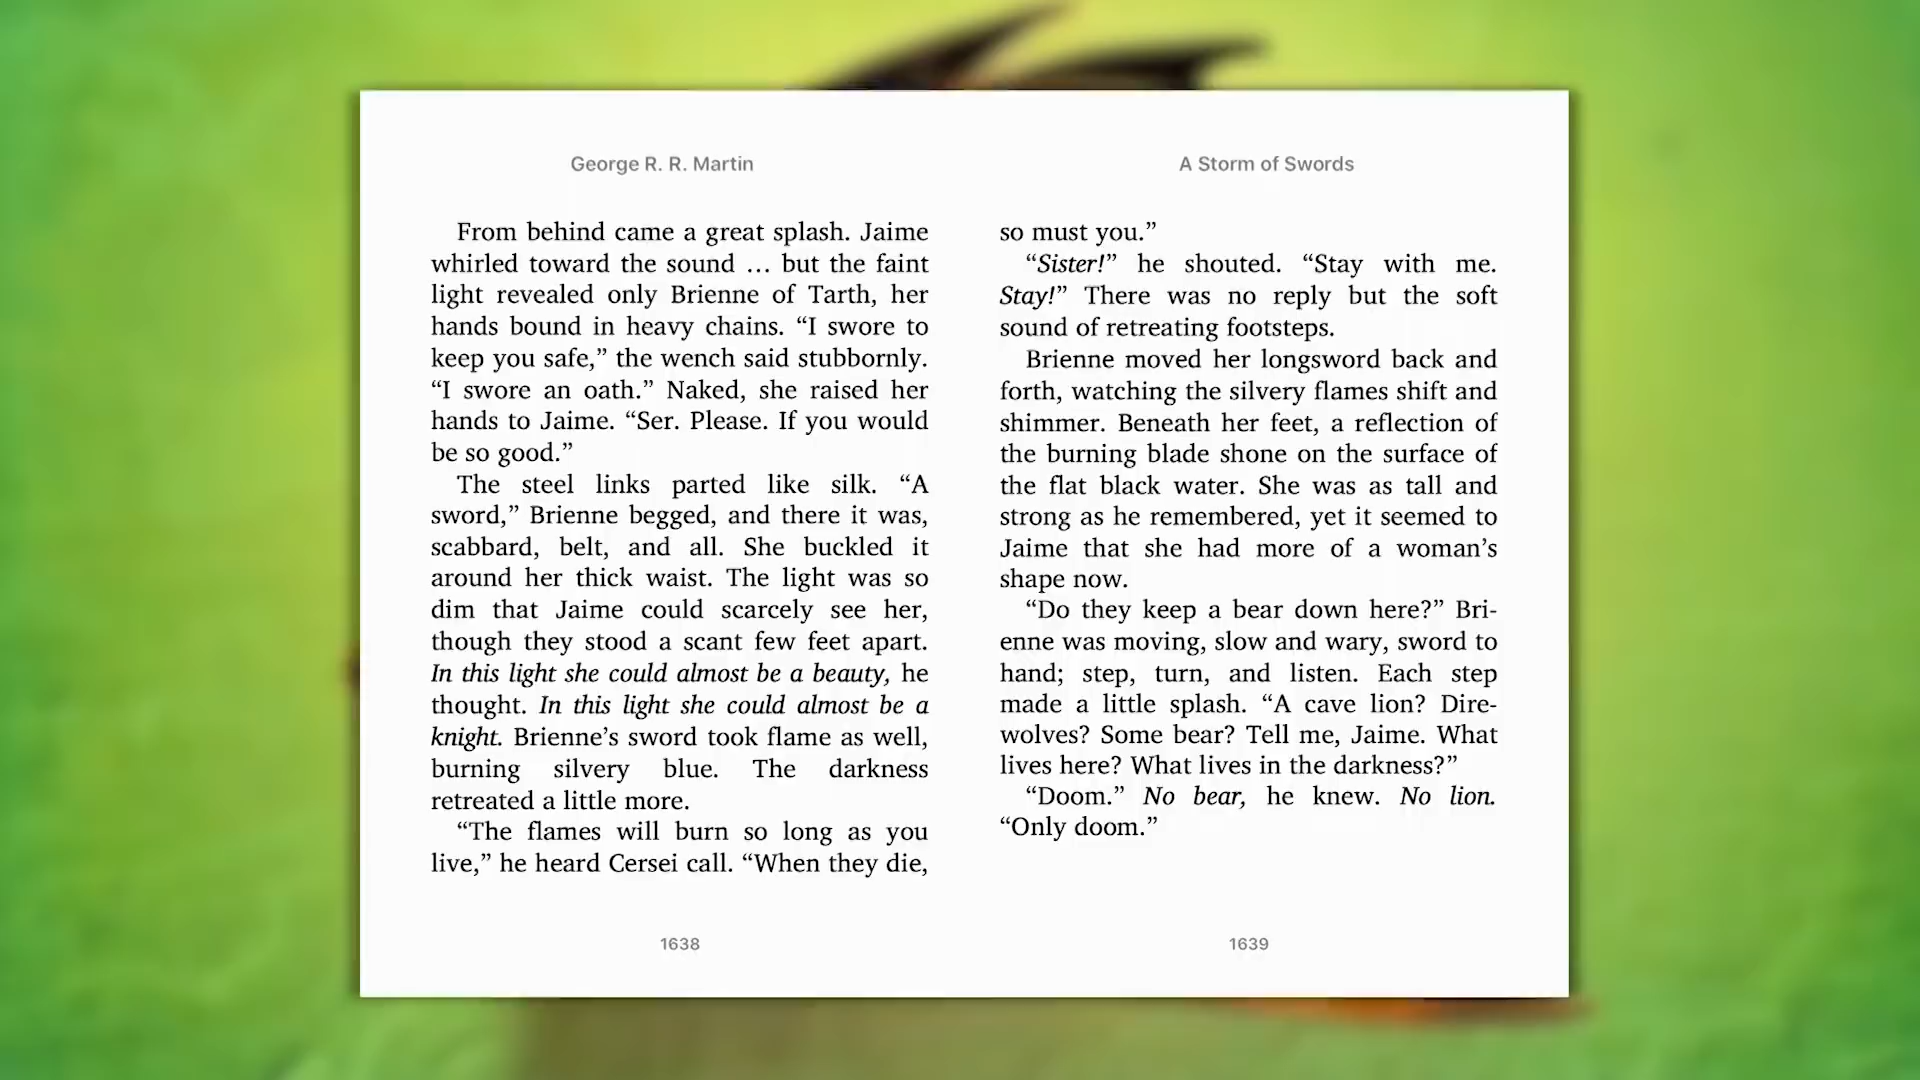 George R. R. Martin
From behind came a great splash. Jaime
whirled toward the sound … but the faint
light revealed only Brienne of Tarth, her
hands bound in heavy chains. “I swore to
keep you safe,” the wench said stubbornly.
“I swore an oath.” Naked, she raised her
hands to Jaime. “Ser. Please. If you would
be so good.”
The steel links parted like silk. “A
sword,” Brienne begged, and there it was,
scabbard, belt, and all. She buckled it
around her thick waist. The light was so
dim that Jaime could scarcely see her,
though they stood a scant few feet apart.
In this light she could almost be a beauty, he
thought. In this light she could almost be a
knight. Brienne’s sword took flame as well,
burning silvery blue. The darkness
retreated a little more.
“The flames will burn so long as you
live,” he heard Cersei call. “When they die,
1638
A Storm of Swords
so must you.”
“Sister!” he shouted. “Stay with me.
Stay!” There was no reply but the soft
sound of retreating footsteps.
Brienne moved her longsword back and
forth, watching the silvery flames shift and
shimmer. Beneath her feet, a reflection of
the burning blade shone on the surface of
the flat black water. She was as tall and
strong as he remembered, yet it seemed to
Jaime that she had more of a woman’s
shape now.
“Do they keep a bear down here?” Bri-
enne was moving, slow and wary, sword to
hand; step, turn, and listen. Each step
made a little splash. “A cave lion? Dire-
wolves? Some bear? Tell me, Jaime. What
lives here? What lives in the darkness?”
“Doom.” No bear, he knew. No lion.
“Only doom.”
1639